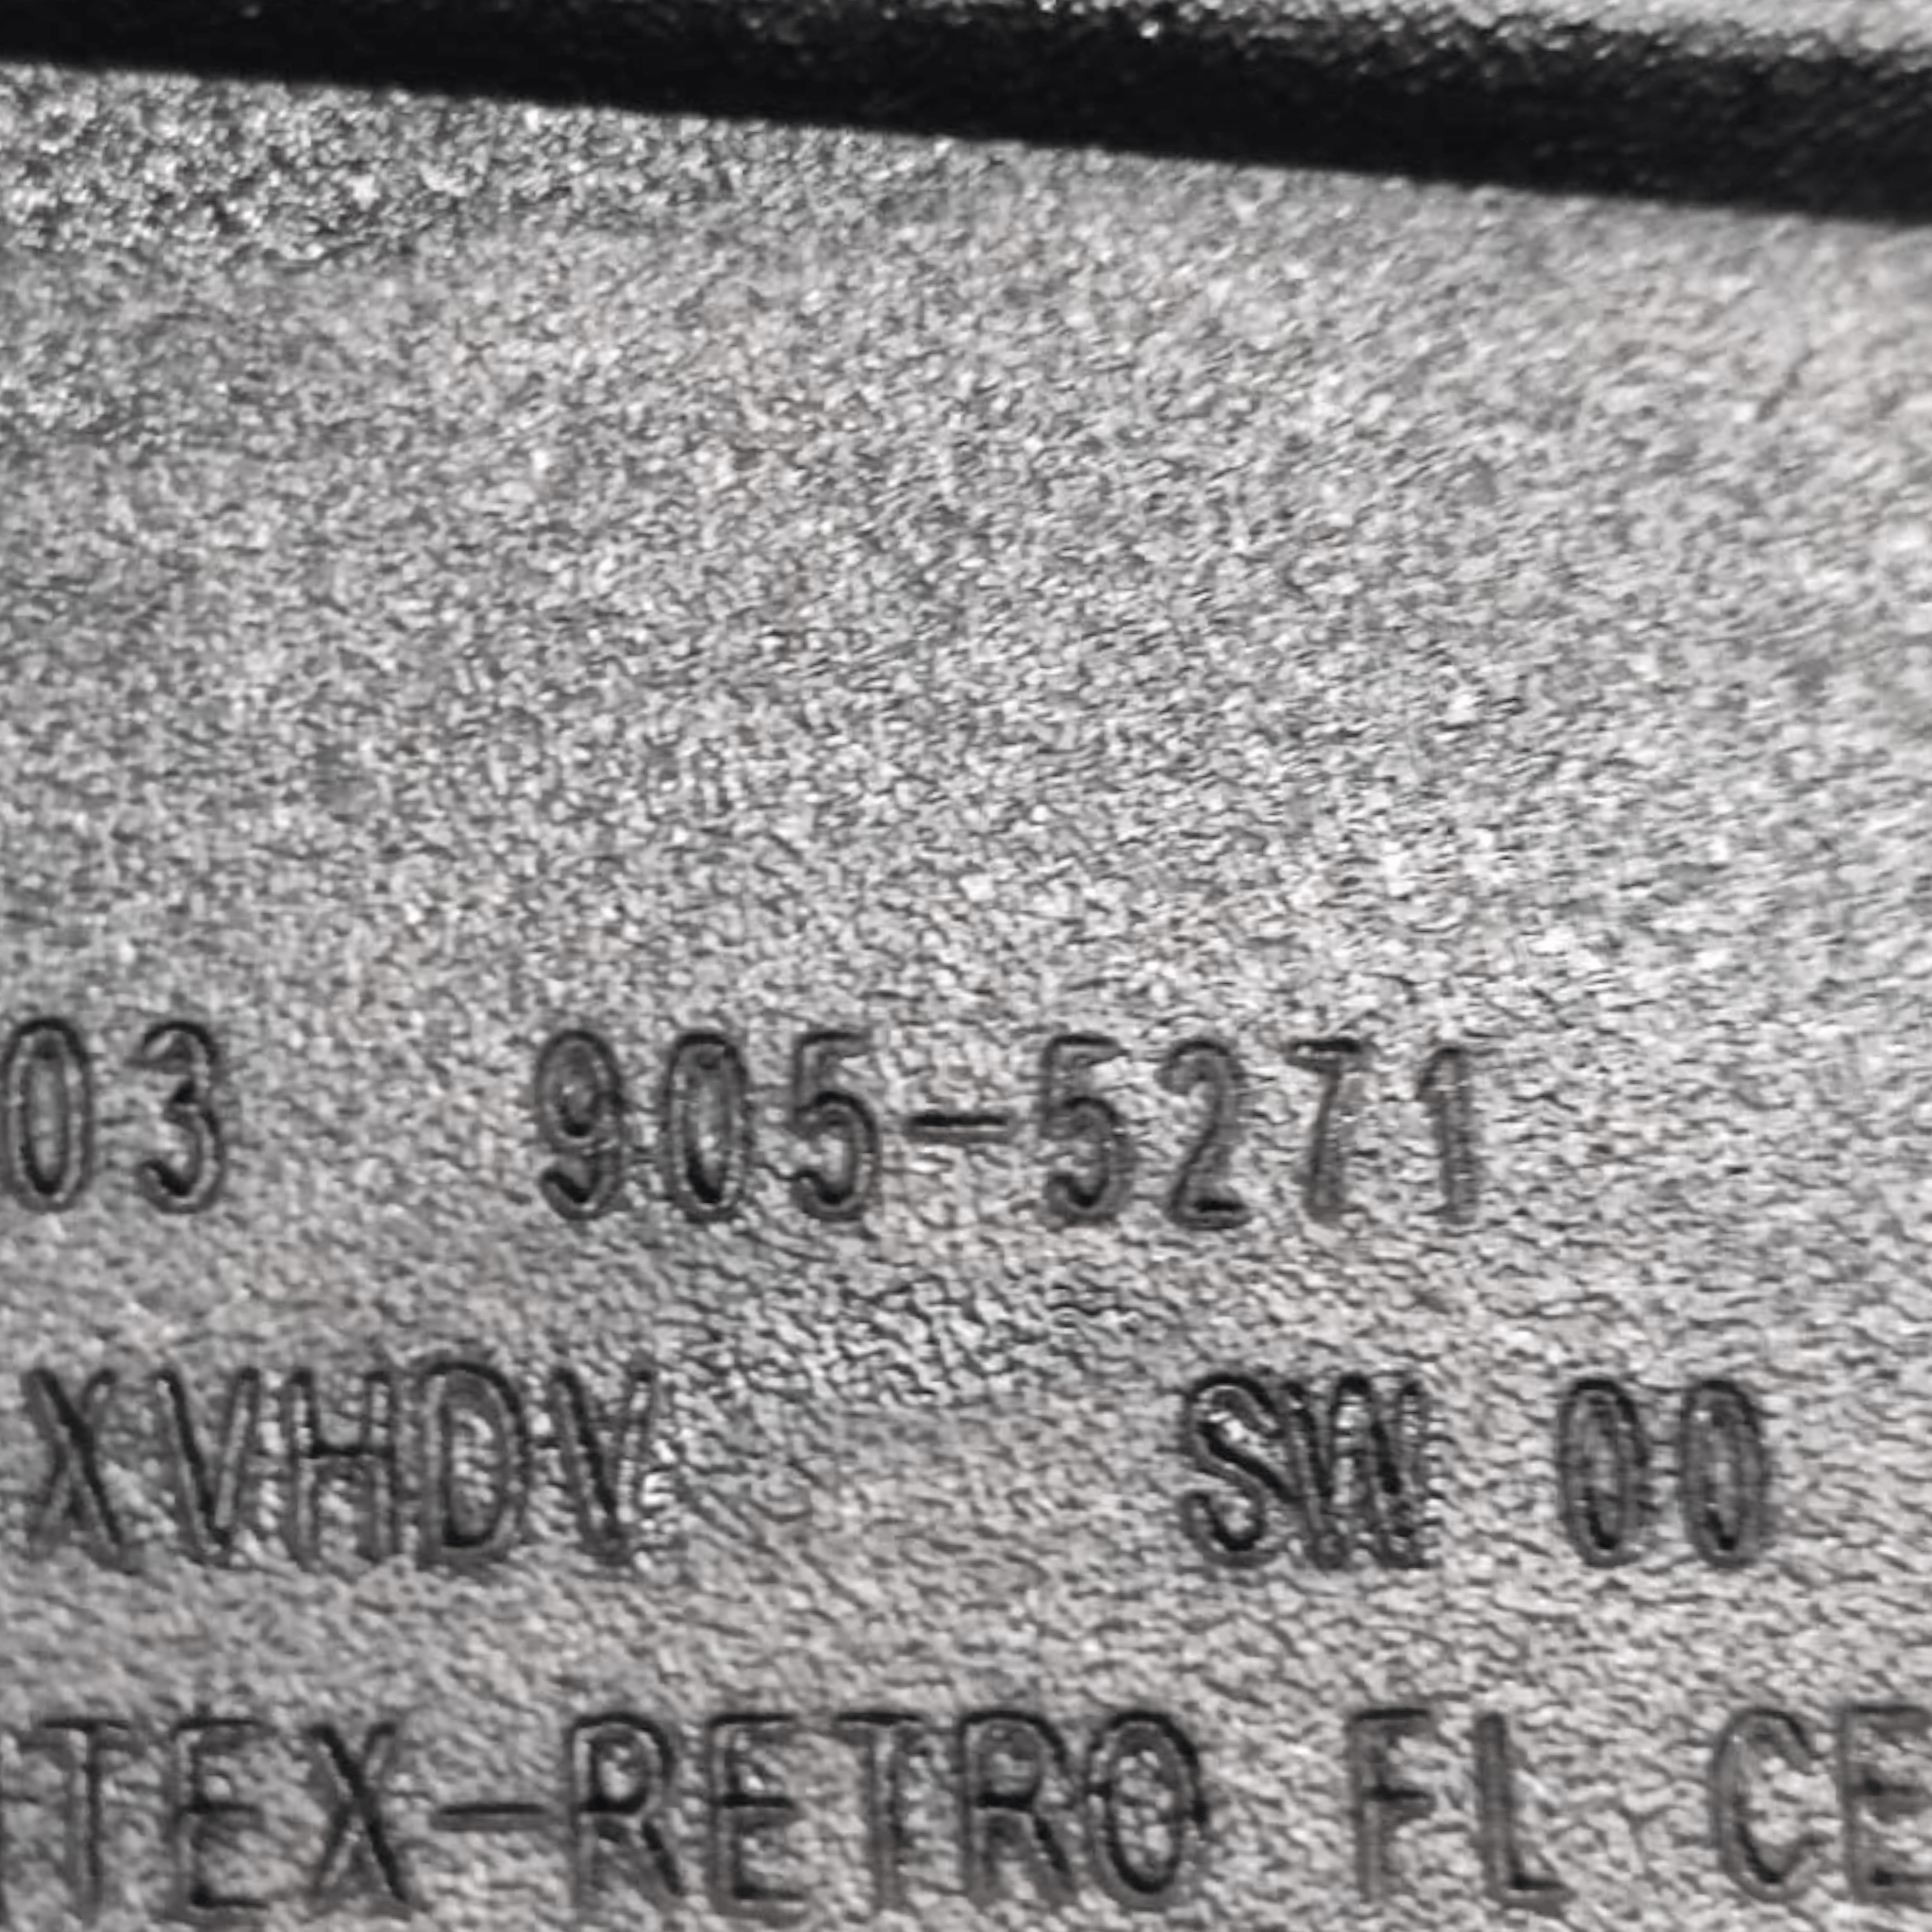 03 905-5271
XVHDV SW 00
TEX-RETRO FL CE